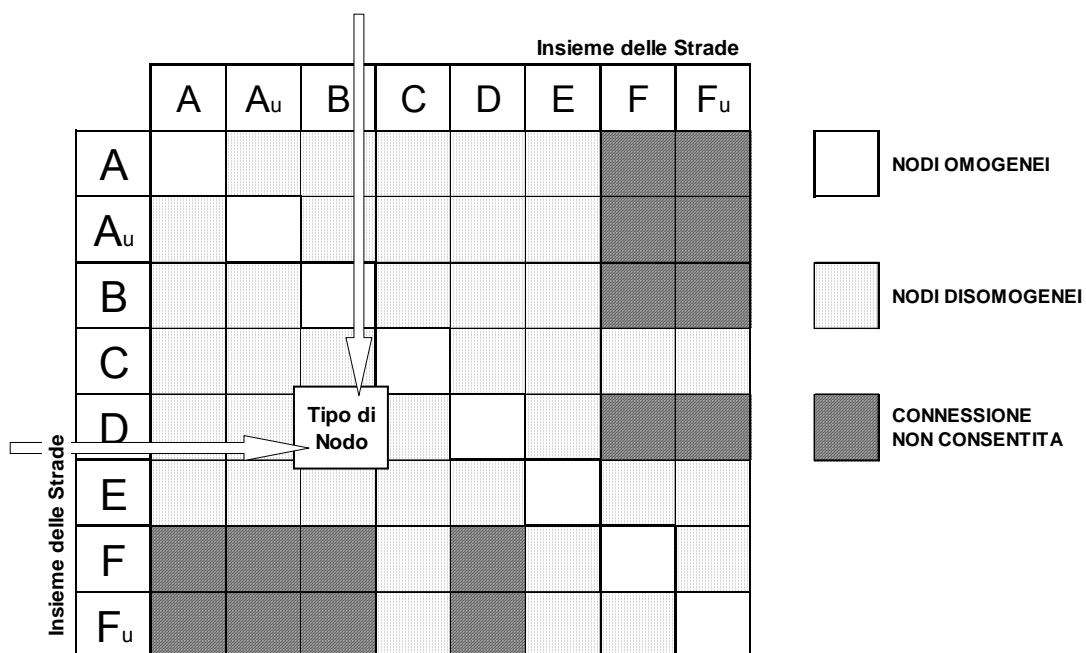 Insieme delle Strade
A Au B C D E F Fu
A
Au
B
C
D
E
F
Fu
Insieme delle Strade
Tipo di
Nodo
NODI OMOGENEI
NODI DISOMOGENEI
CONNESSIONE
NON CONSENTITA